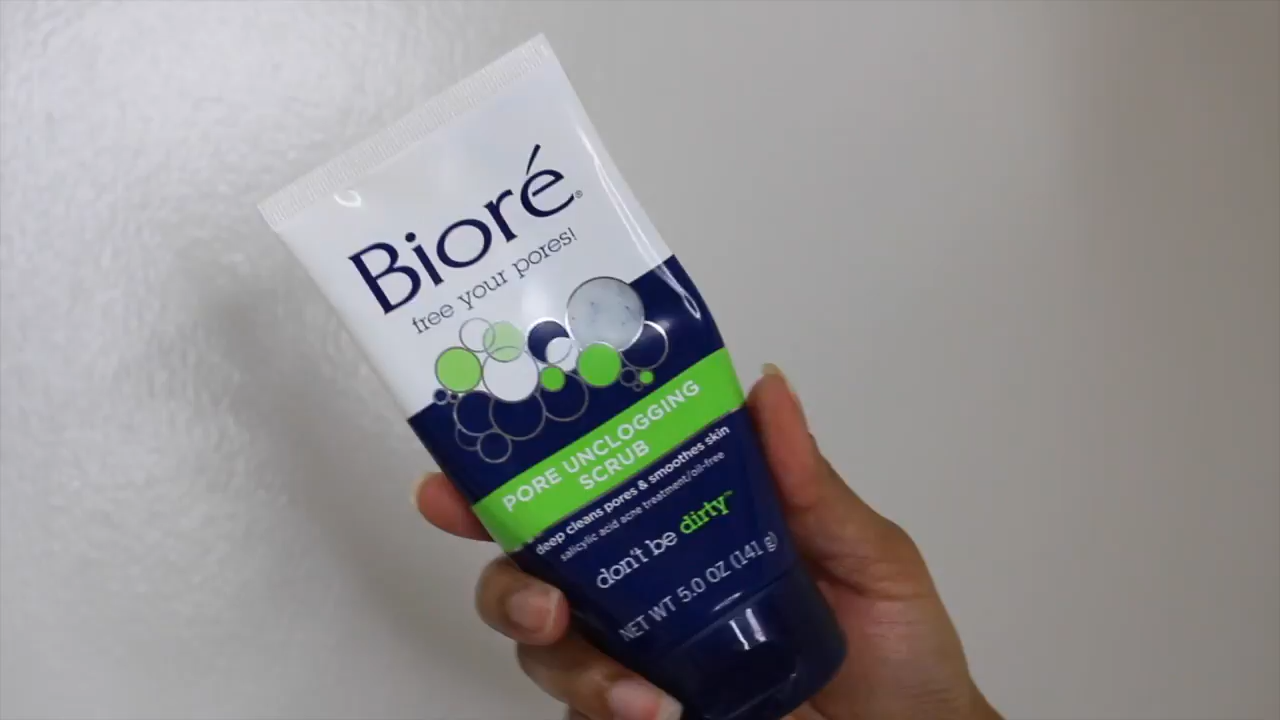 Bioré®
free your pores!
PORE UNCLOGGING
SCRUB
deep cleans pores & smoothes skin
salicylic acid acne treatment/oil-free
don't be dirty™
NET WT 5.0 OZ (141 g)